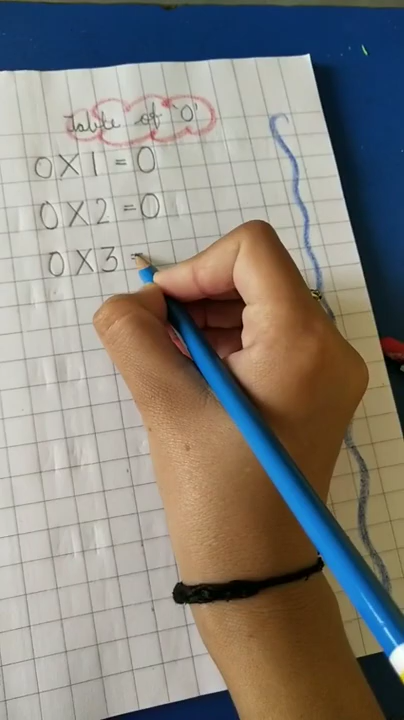 Table of '0'
0 X 1 = 0
0 X 2 = 0
0 X 3 =